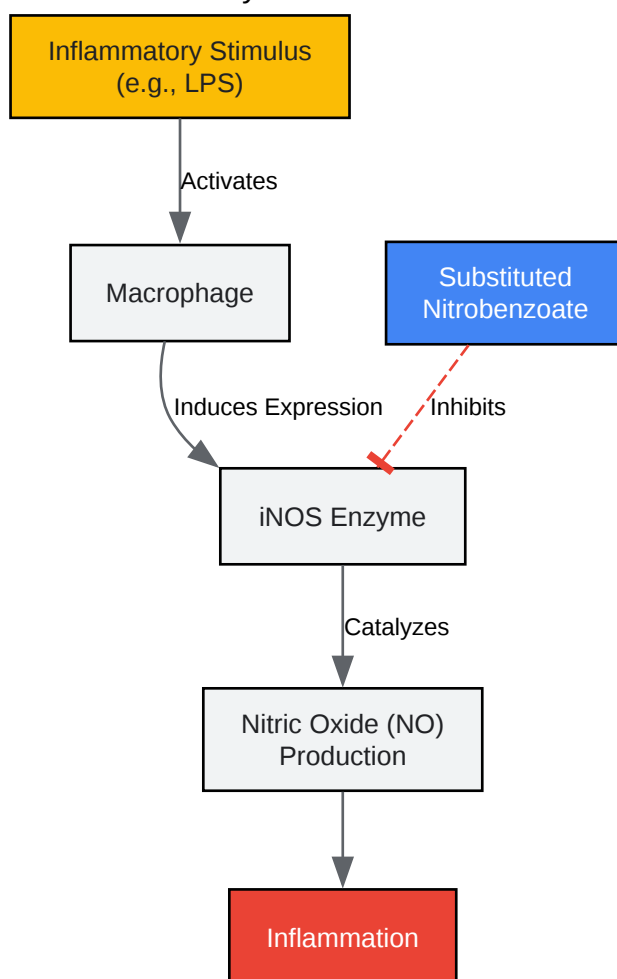 Inflammatory Stimulus
(e.g., LPS)
Activates
Macrophage
Substituted
Nitrobenzoate
Induces Expression
Inhibits
iNOS Enzyme
Catalyzes
Nitric Oxide (NO)
Production
Inflammation